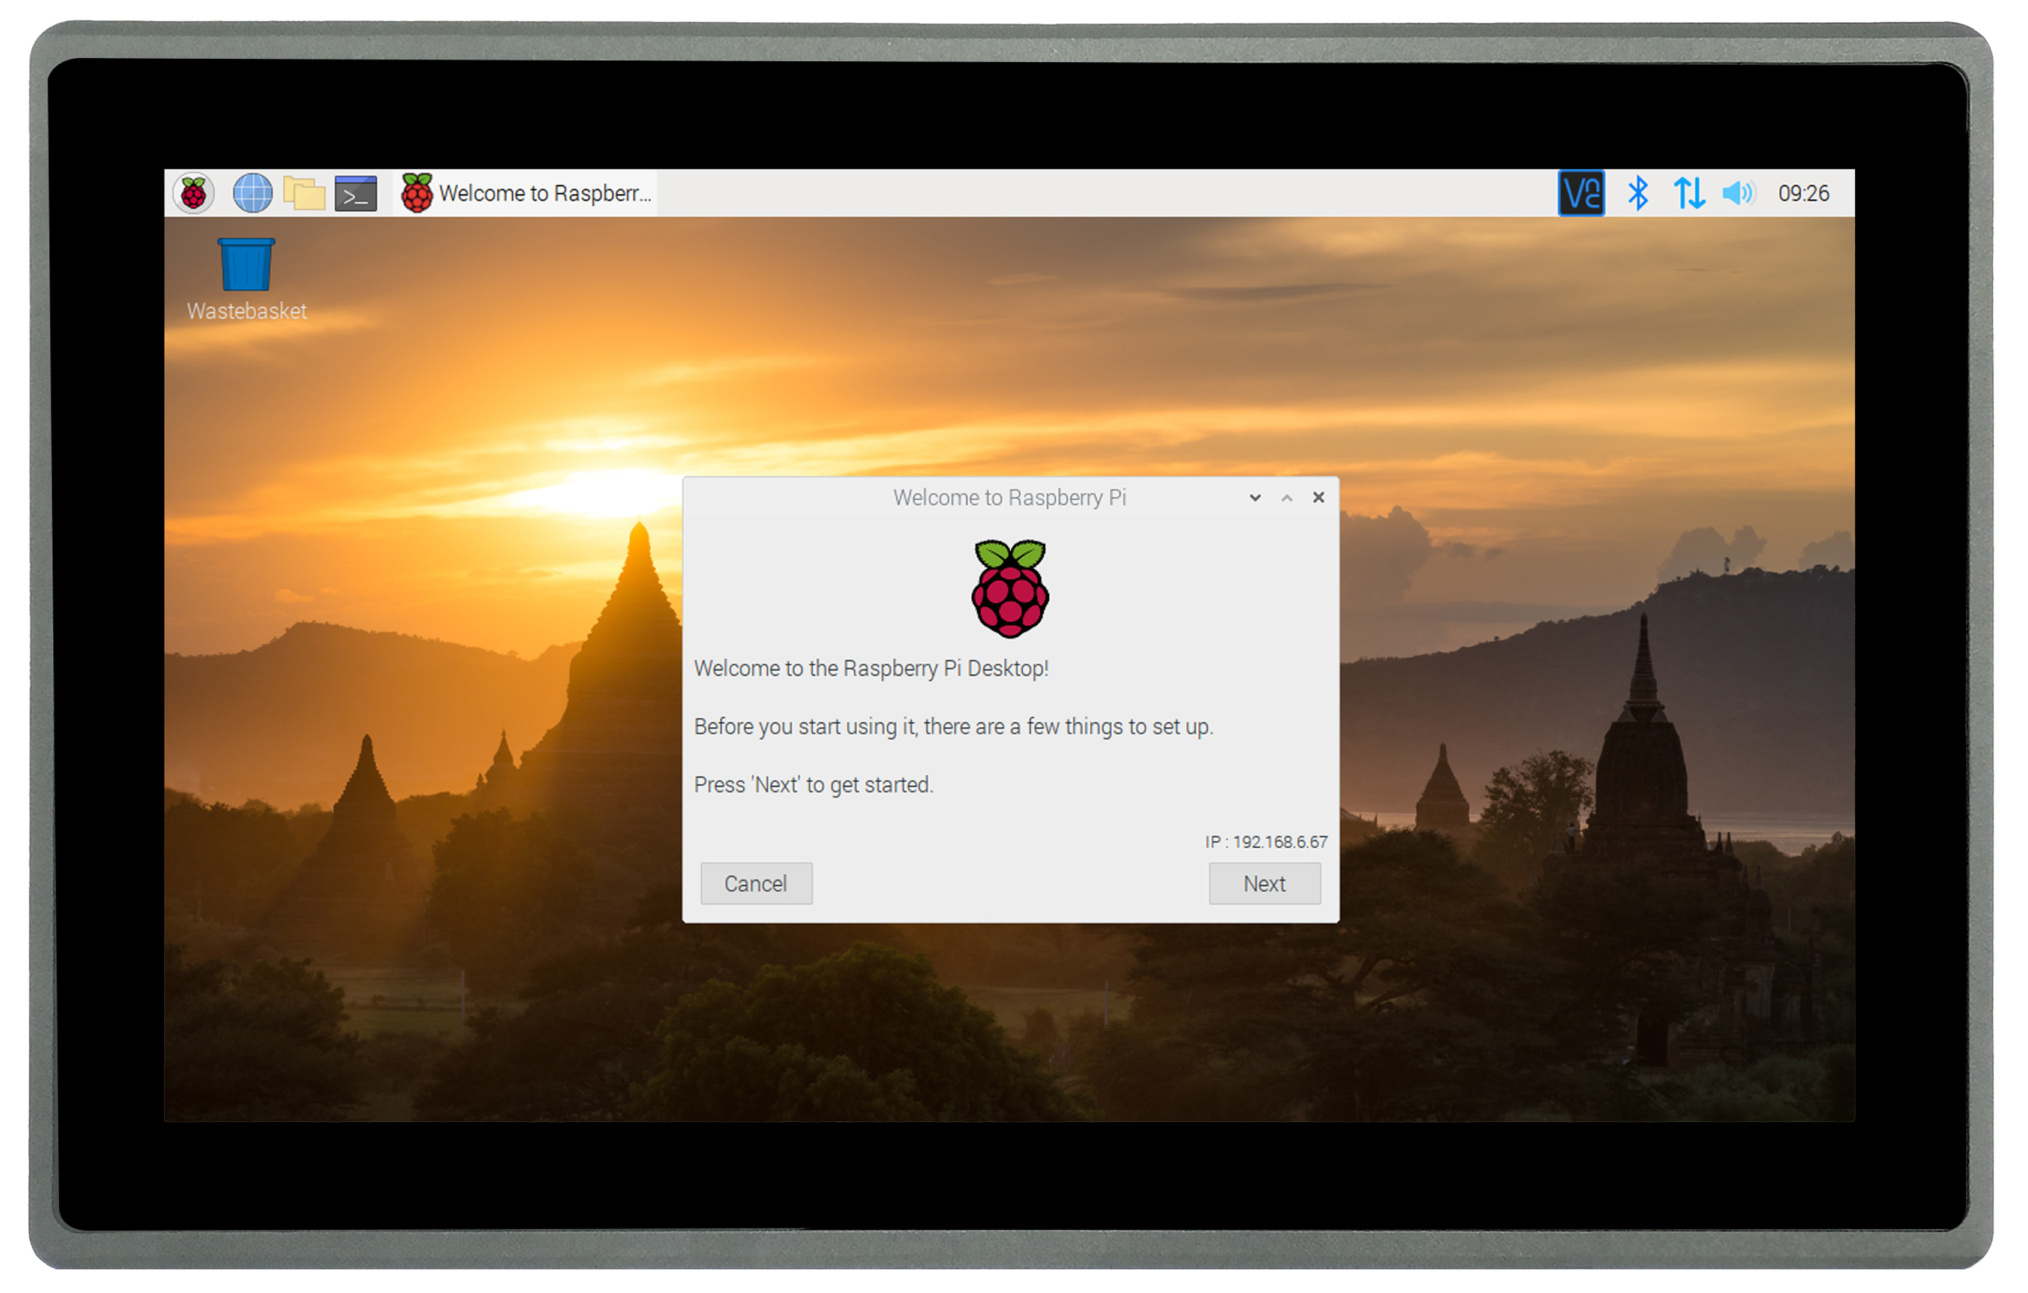 Welcome to Raspberr...
VNC
09:26
Wastebasket
Welcome to Raspberry Pi
Welcome to the Raspberry Pi Desktop!
Before you start using it, there are a few things to set up.
Press 'Next' to get started.
IP : 192.168.6.67
Cancel
Next